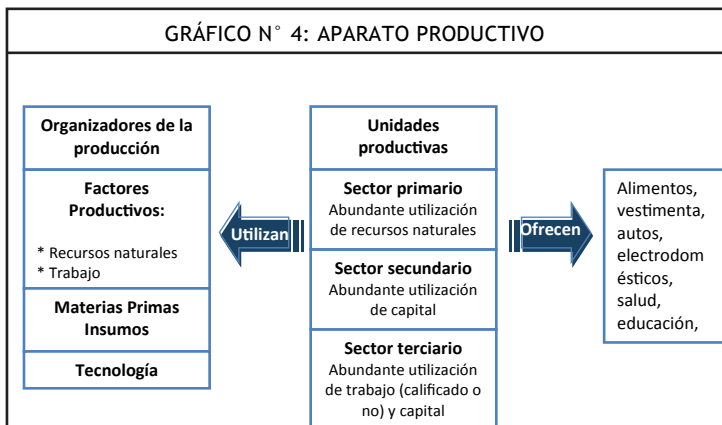 GRÁFICO N° 4: APARATO PRODUCTIVO
Organizadores de la
producción
Factores
Productivos:
* Recursos naturales
* Trabajo
Materias Primas
Insumos
Tecnología
Utilizan
Unidades
productivas
Sector primario
Abundante utilización
de recursos naturales
Sector secundario
Abundante utilización
de capital
Sector terciario
Abundante utilización
de trabajo (calificado o
no) y capital
Ofrecen
Alimentos,
vestimenta,
autos,
electrodom
ésticos,
salud,
educación,